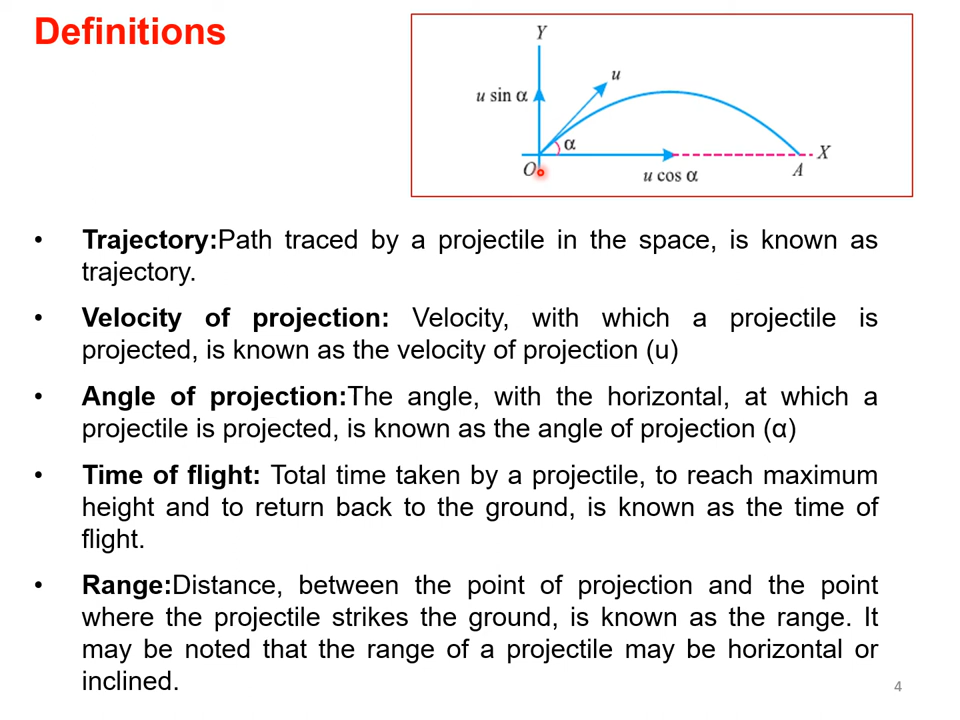 Definitions
Y
u
u sin α
α
X
O
u cos α
A
• Trajectory:Path traced by a projectile in the space, is known as
trajectory.
• Velocity of projection: Velocity, with which a projectile is
projected, is known as the velocity of projection (u)
• Angle of projection:The angle, with the horizontal, at which a
projectile is projected, is known as the angle of projection (α)
• Time of flight: Total time taken by a projectile, to reach maximum
height and to return back to the ground, is known as the time of
flight.
• Range:Distance, between the point of projection and the point
where the projectile strikes the ground, is known as the range. It
may be noted that the range of a projectile may be horizontal or
inclined.
4